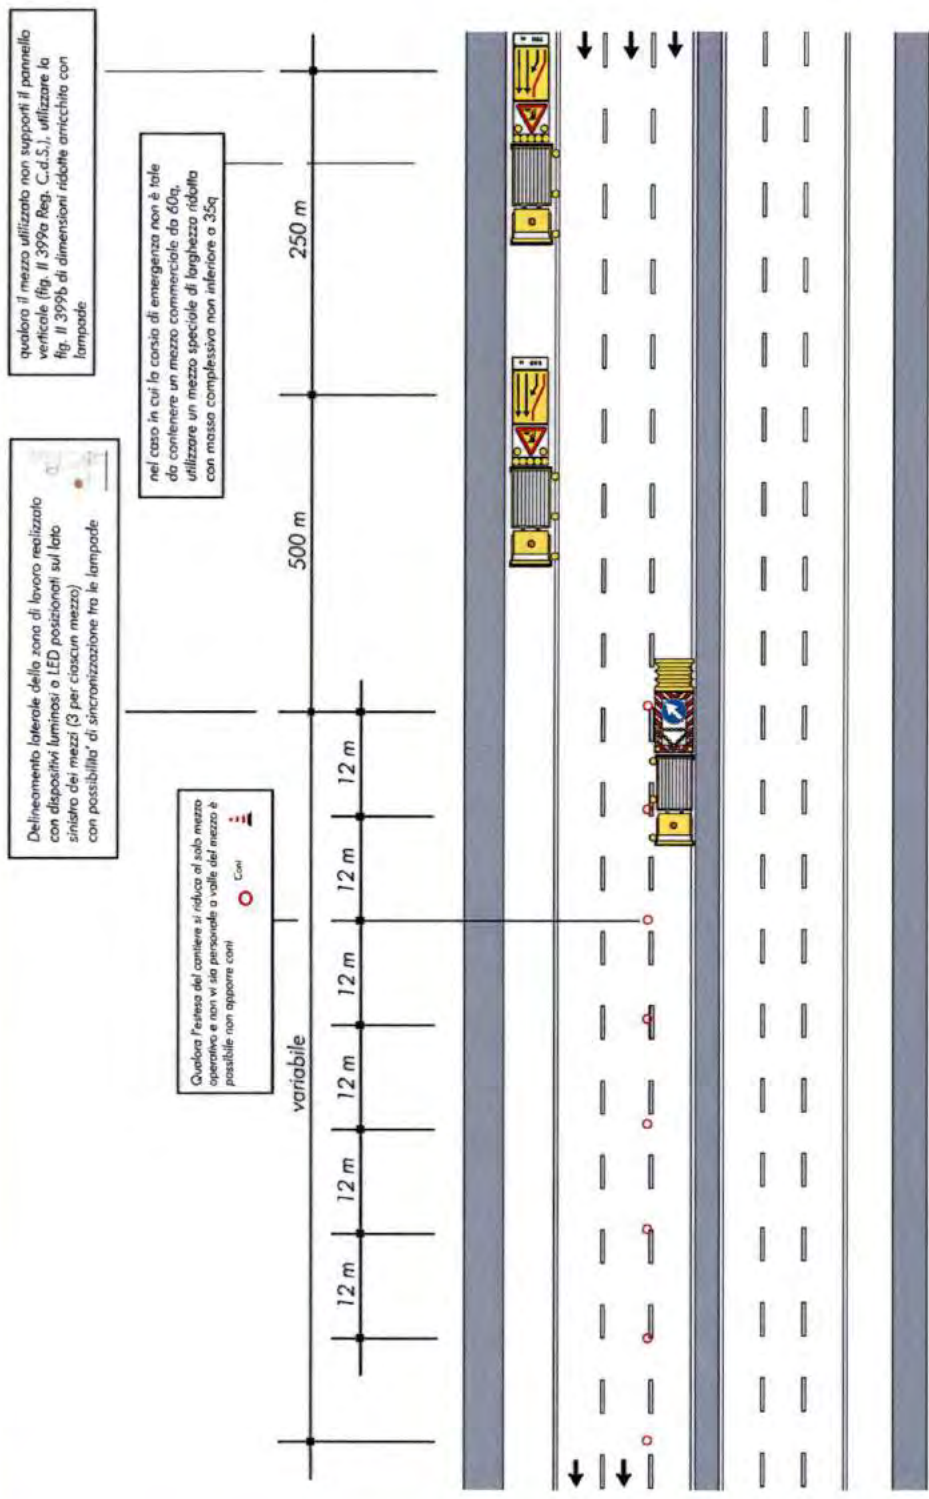 qualora il mezzo utilizzato non supporti il pannello
verticale (fig. II 399a Reg. C.d.S.), utilizzare la
fig. II 399b di dimensioni ridotte arricchita con
lampade
nel caso in cui la corsia di emergenza non è tale
da contenere un mezzo commerciale da 60q,
utilizzare un mezzo speciale di larghezza ridotta
con massa complessiva non inferiore a 35q
Delineamento laterale della zona di lavoro realizzato
con dispositivi luminosi a LED posizionati sul lato
sinistro dei mezzi (3 per ciascun mezzo)
con possibilita' di sincronizzazione tra le lampade
Qualora l'estesa del cantiere si riduca al solo mezzo
operativo e non vi sia personale a valle del mezzo è
possibile non apporre coni
Coni
250 m
500 m
variabile
12 m
12 m
12 m
12 m
12 m
12 m